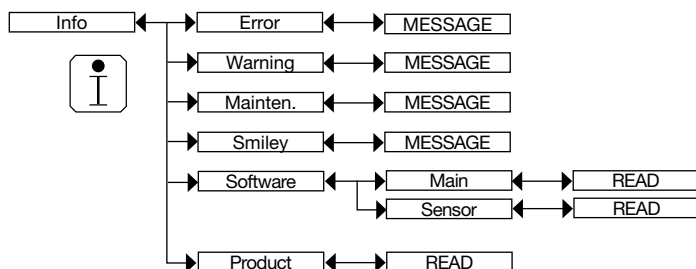 Info Error MESSAGE
Warning MESSAGE
Mainten. MESSAGE
Smiley MESSAGE
Software Main READ
Sensor READ
Product READ